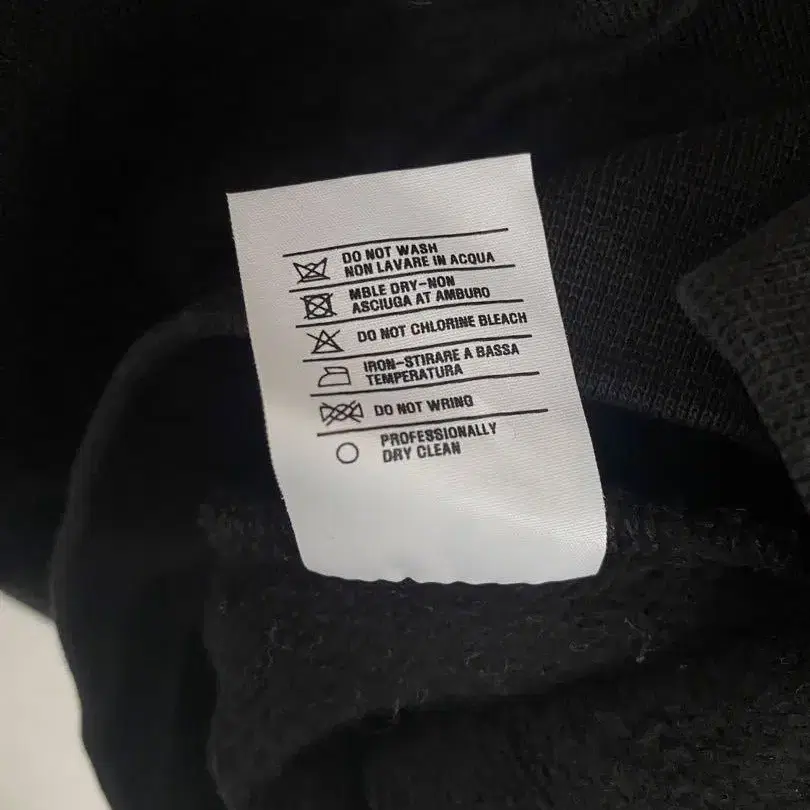 DO NOT WASH
NON LAVARE IN ACQUA
MBLE DRY-NON
ASCIUGA AT AMBURO
DO NOT CHLORINE BLEACH
IRON-STIRARE A BASSA
TEMPERATURA
DO NOT WRING
PROFESSIONALLY
DRY CLEAN